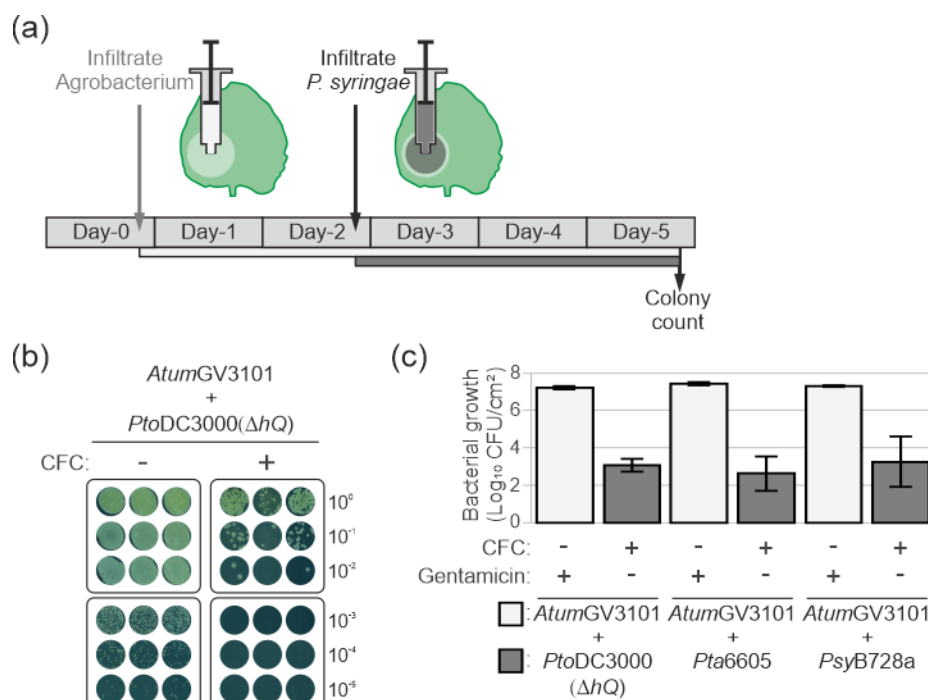 (a)
Infiltrate
Agrobacterium
Infiltrate
P. syringae
Day-0 Day-1 Day-2 Day-3 Day-4 Day-5
Colony
count
(b)
AtumGV3101
+
PtoDC3000(ΔhQ)
CFC: - +
10⁰
10⁻¹
10⁻²
10⁻³
10⁻⁴
10⁻⁵
(c)
Bacterial growth
(Log₁₀ CFU/cm²)
8
6
4
2
0
CFC: - + - + - +
Gentamicin: + - + - + -
: AtumGV3101 AtumGV3101 AtumGV3101
+ + +
: PtoDC3000 Pta6605 PsyB728a
(ΔhQ)